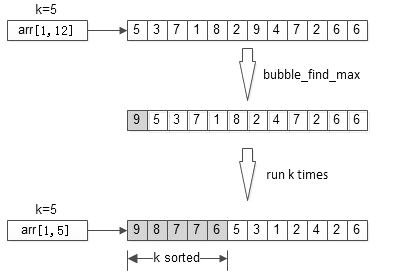 k=5
arr[1, 12] 5 3 7 1 8 2 9 4 7 2 6 6
bubble_find_max
9 5 3 7 1 8 2 4 7 2 6 6
run k times
k=5
arr[1, 5] 9 8 7 7 6 5 3 1 2 4 2 6
k sorted